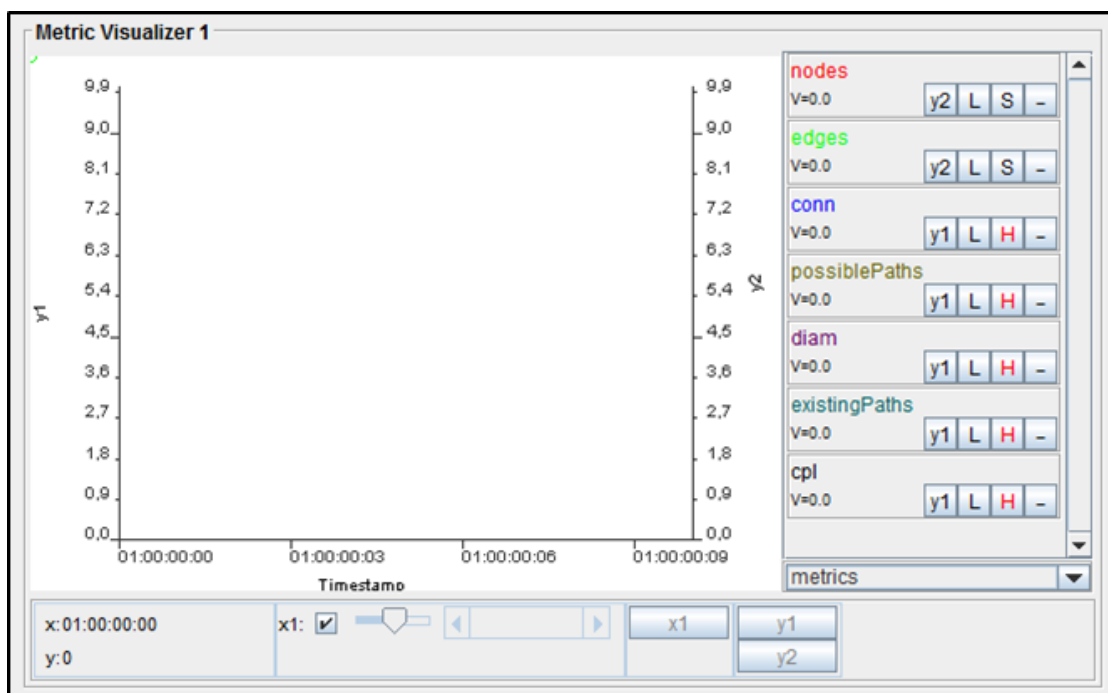 Metric Visualizer 1
9,9
9,0
8,1
7,2
6,3
5,4
4,5
3,6
2,7
1,8
0,9
0,0
y1
9,9
9,0
8,1
7,2
6,3
5,4
4,5
3,6
2,7
1,8
0,9
0,0
y2
01:00:00:00 01:00:00:03 01:00:00:06 01:00:00:09
Timestamp
nodes
V=0.0 y2 L S -
edges
V=0.0 y2 L S -
conn
V=0.0 y1 L H -
possiblePaths
V=0.0 y1 L H -
diam
V=0.0 y1 L H -
existingPaths
V=0.0 y1 L H -
cpl
V=0.0 y1 L H -
metrics
x:01:00:00:00 x1: x1 y1
y:0 y2